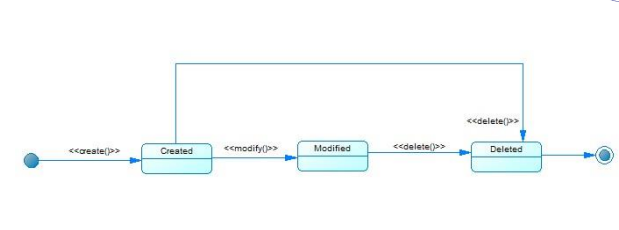 <<delete()>>
<<create()>>
Created
<<modify()>>
Modified
<<delete()>>
Deleted